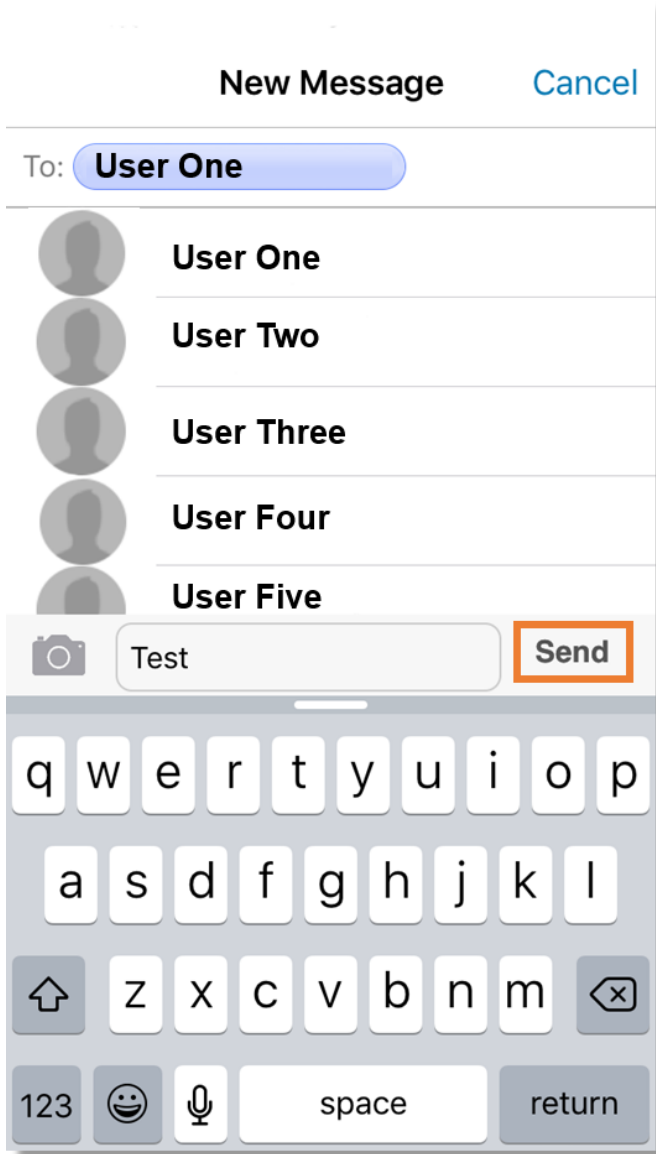 New Message Cancel
To: User One
User One
User Two
User Three
User Four
User Five
Test Send
q w e r t y u i o p
a s d f g h j k l
z x c v b n m
123 space return